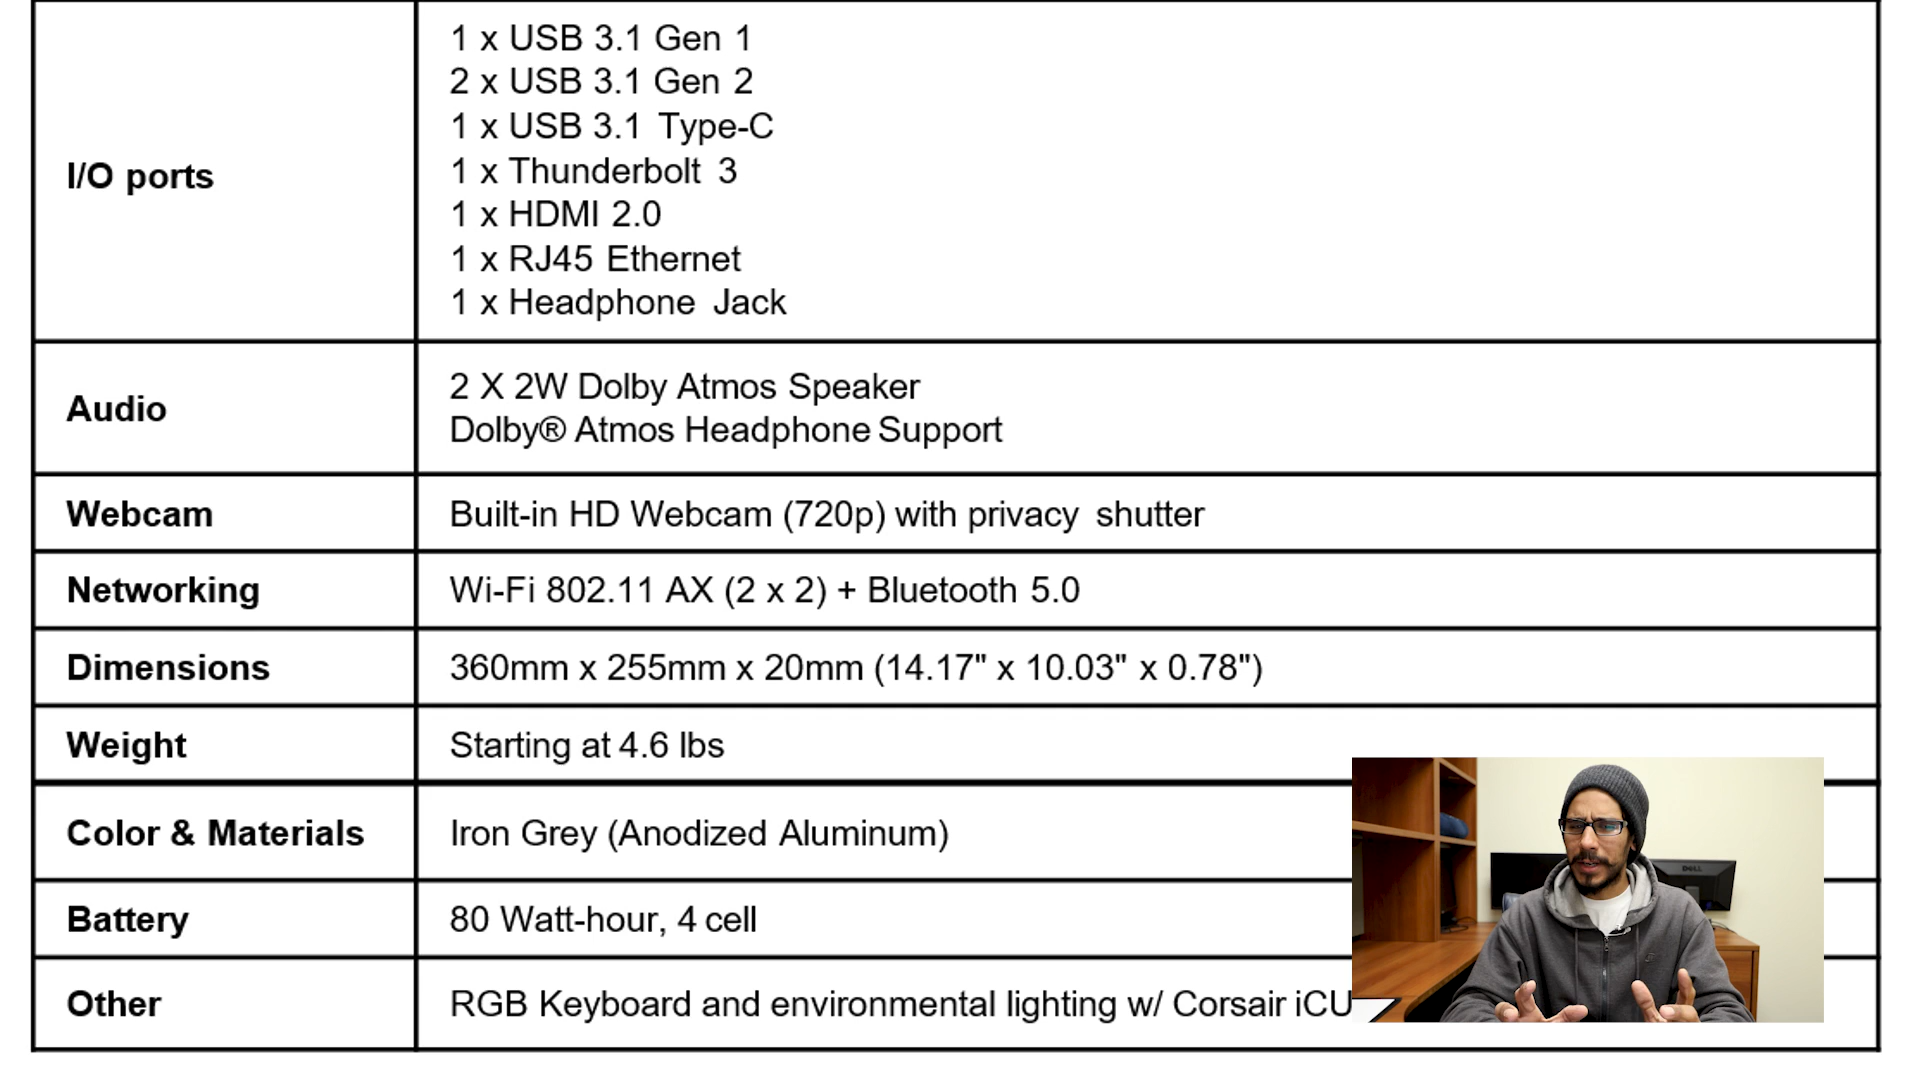 I/O ports
1 x USB 3.1 Gen 1
2 x USB 3.1 Gen 2
1 x USB 3.1 Type-C
1 x Thunderbolt 3
1 x HDMI 2.0
1 x RJ45 Ethernet
1 x Headphone Jack
Audio
2 X 2W Dolby Atmos Speaker
Dolby® Atmos Headphone Support
Webcam
Built-in HD Webcam (720p) with privacy shutter
Networking
Wi-Fi 802.11 AX (2 x 2) + Bluetooth 5.0
Dimensions
360mm x 255mm x 20mm (14.17" x 10.03" x 0.78")
Weight
Starting at 4.6 lbs
Color & Materials
Iron Grey (Anodized Aluminum)
Battery
80 Watt-hour, 4 cell
Other
RGB Keyboard and environmental lighting w/ Corsair iCU
DELL